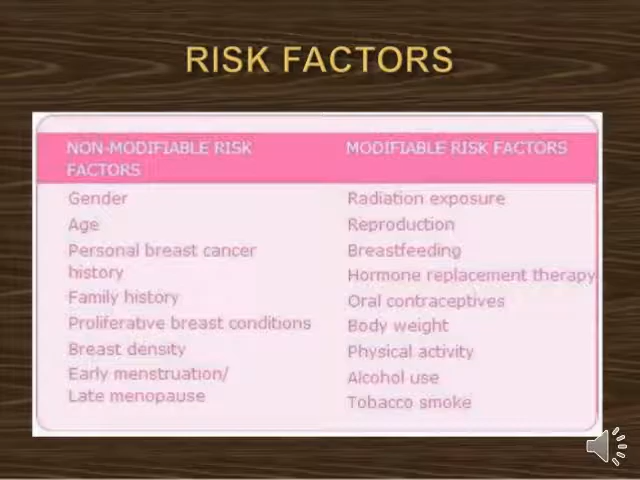 RISK FACTORS
NON-MODIFIABLE RISK
FACTORS
Gender
Age
Personal breast cancer
history
Family history
Proliferative breast conditions
Breast density
Early menstruation/
Late menopause
MODIFIABLE RISK FACTORS
Radiation exposure
Reproduction
Breastfeeding
Hormone replacement therapy
Oral contraceptives
Body weight
Physical activity
Alcohol use
Tobacco smoke